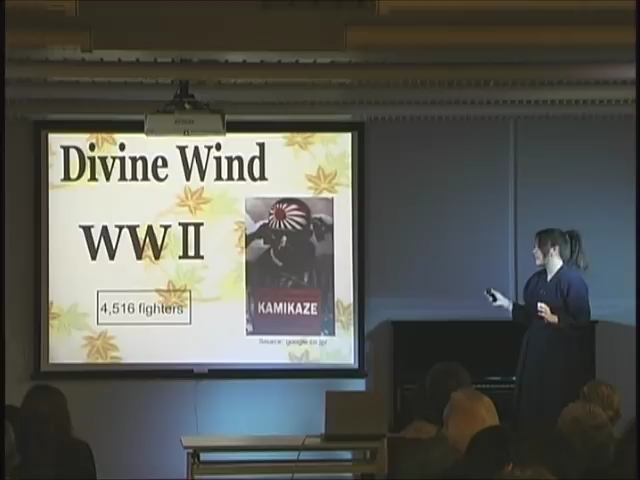 Divine Wind
WW II
4,516 fighters
KAMIKAZE
Source: google.co.jp